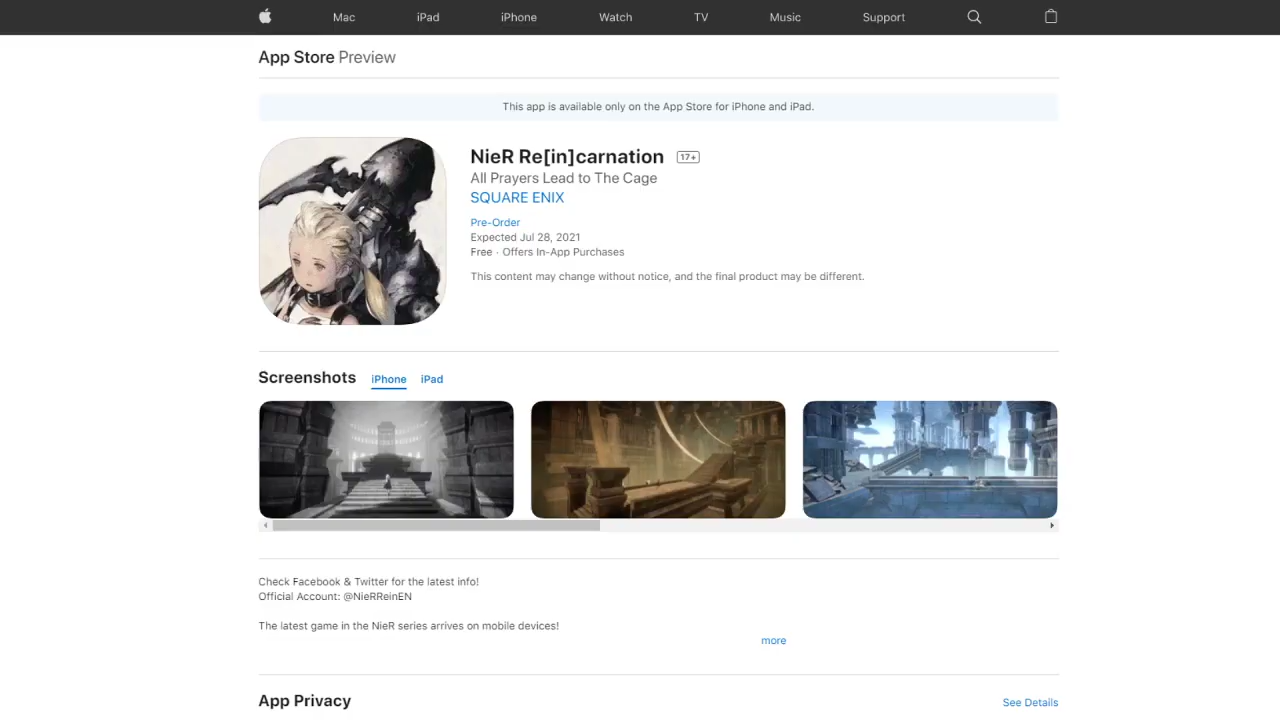 Mac iPad iPhone Watch TV Music Support
App Store Preview
This app is available only on the App Store for iPhone and iPad.
NieR Re[in]carnation 17+
All Prayers Lead to The Cage
SQUARE ENIX
Pre-Order
Expected Jul 28, 2021
Free · Offers In-App Purchases
This content may change without notice, and the final product may be different.
Screenshots iPhone iPad
Check Facebook & Twitter for the latest info!
Official Account: @NieRReinEN
The latest game in the NieR series arrives on mobile devices!
more
App Privacy See Details